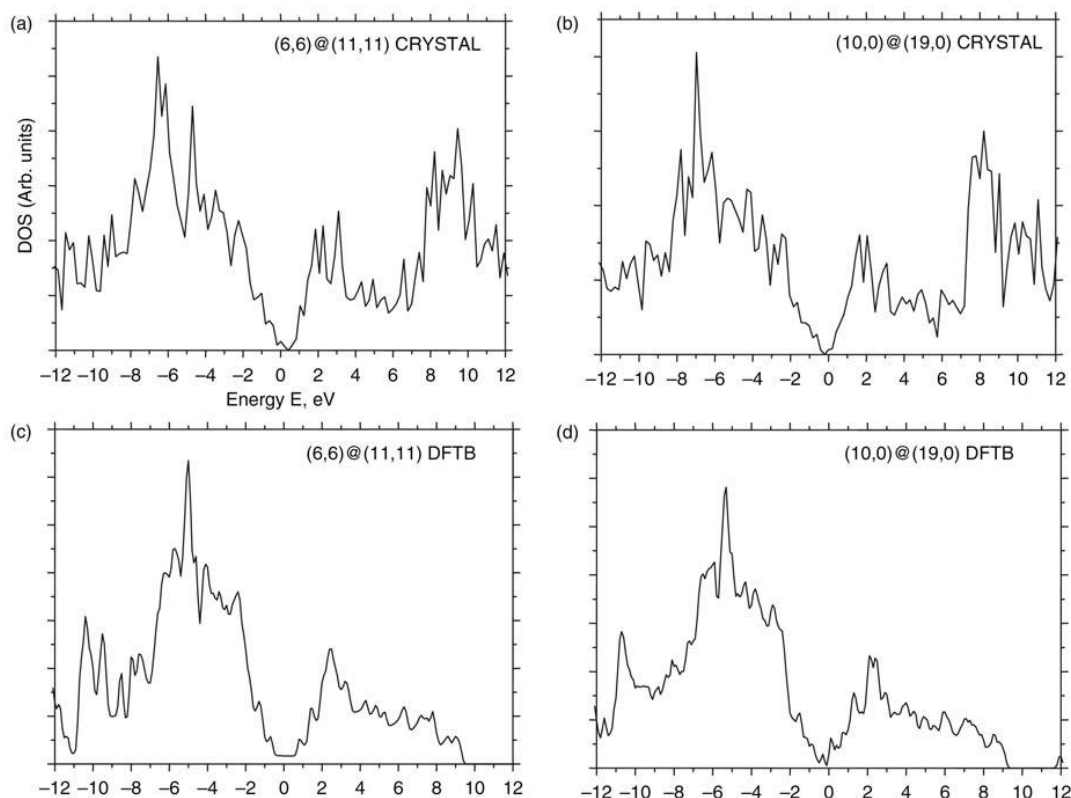 (a)
(6,6)@(11,11) CRYSTAL
DOS (Arb. units)
−12 −10 −8 −6 −4 −2 0 2 4 6 8 10 12
Energy E, eV
(b)
(10,0)@(19,0) CRYSTAL
−12 −10 −8 −6 −4 −2 0 2 4 6 8 10 12
(c)
(6,6)@(11,11) DFTB
−12 −10 −8 −6 −4 −2 0 2 4 6 8 10 12
(d)
(10,0)@(19,0) DFTB
−12 −10 −8 −6 −4 −2 0 2 4 6 8 10 12